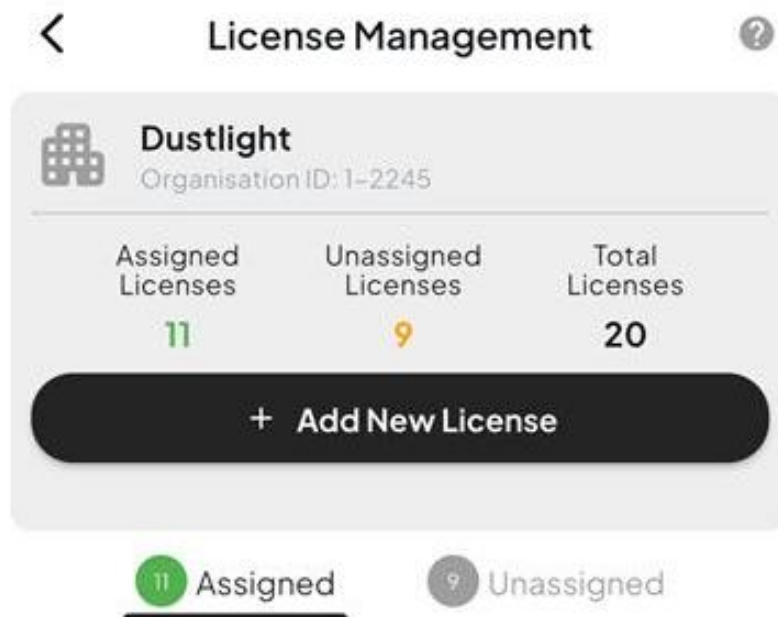 License Management
Dustlight
Organisation ID: 1-2245
Assigned Licenses
Unassigned Licenses
Total Licenses
11
9
20
+ Add New License
11 Assigned
9 Unassigned